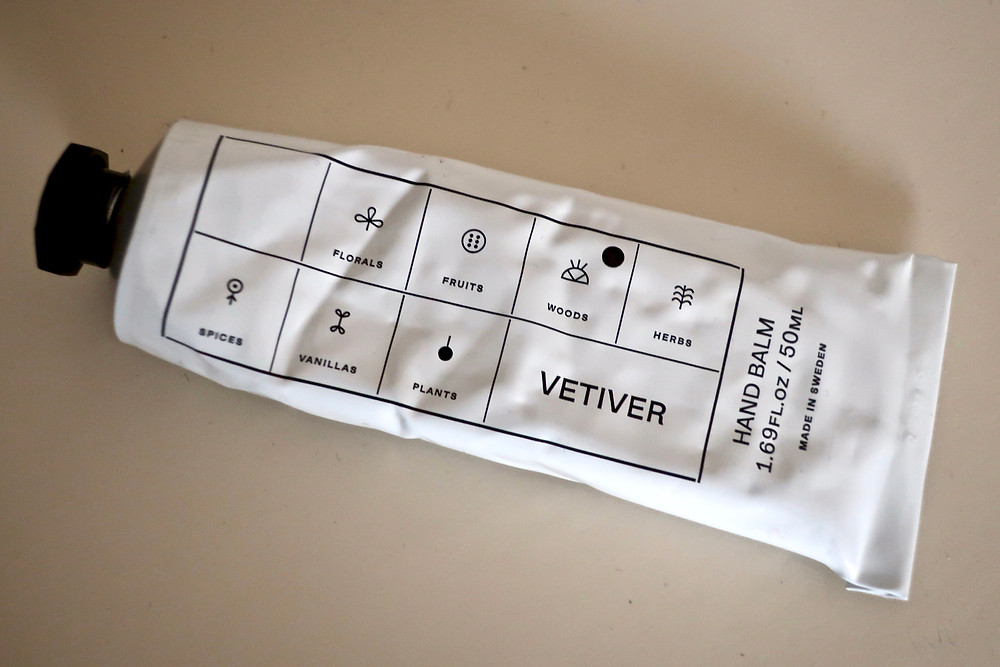 FLORALS
FRUITS
WOODS
HERBS
SPICES
VANILLAS
PLANTS
VETIVER
HAND BALM
1.69FL.OZ / 50ML
MADE IN SWEDEN